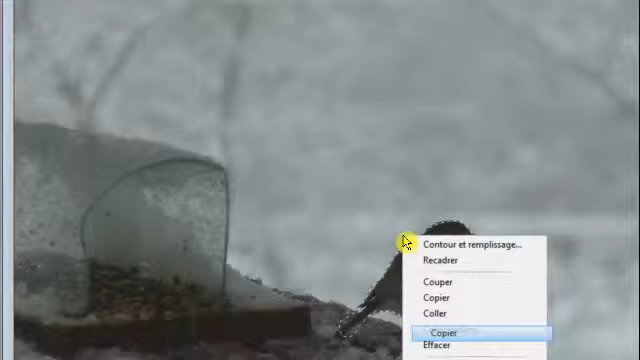 Contour et remplissage...
Recadrer
Couper
Copier
Coller
Copier
Effacer